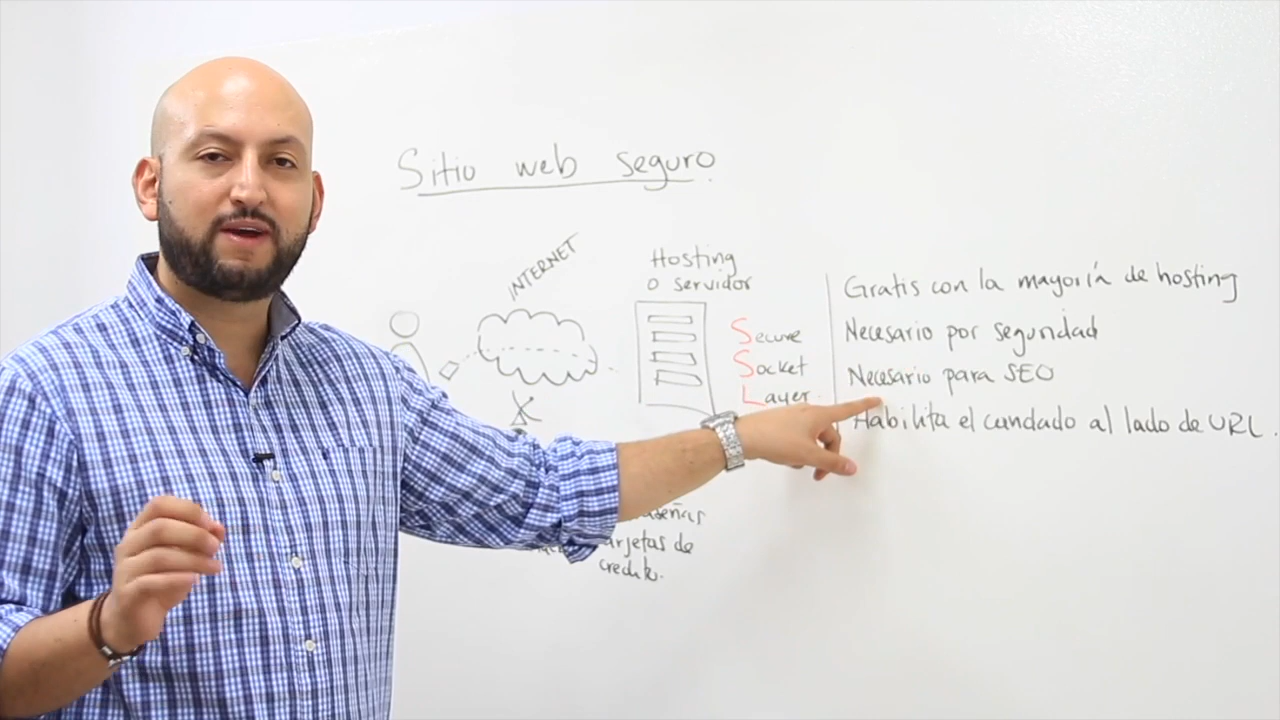 Sitio web seguro
INTERNET
Hosting
o servidor
Secure
Socket
Layer
Gratis con la mayoría de hosting
Necesario por seguridad
Necesario para SEO
Habilita el candado al lado de URL.
tarjetas de
credito.